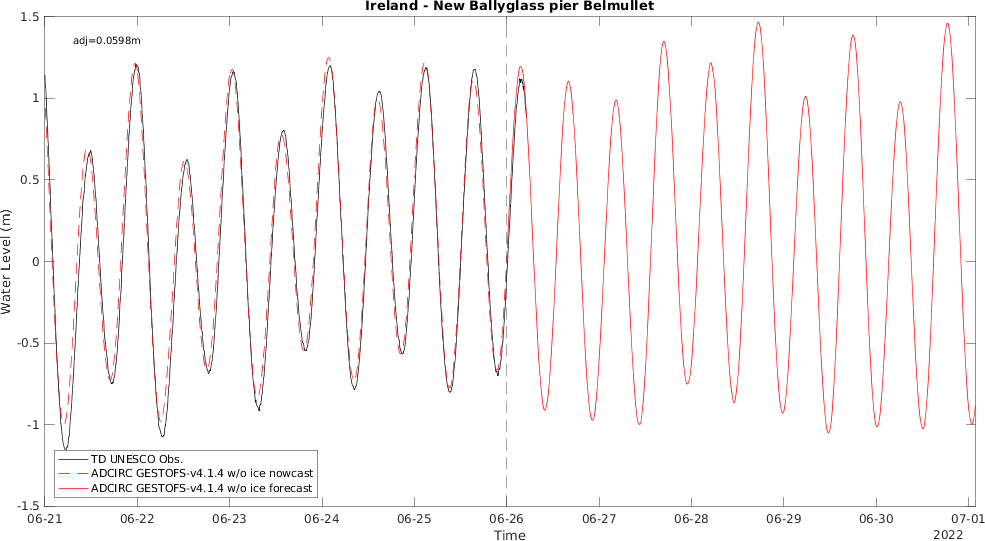 Ireland - New Ballyglass pier Belmullet
adj=0.0598m
1.5
1
0.5
0
-0.5
-1
-1.5
Water Level (m)
TD UNESCO Obs.
ADCIRC GESTOFS-v4.1.4 w/o ice nowcast
ADCIRC GESTOFS-v4.1.4 w/o ice forecast
06-21 06-22 06-23 06-24 06-25 06-26 06-27 06-28 06-29 06-30 07-01
Time
2022